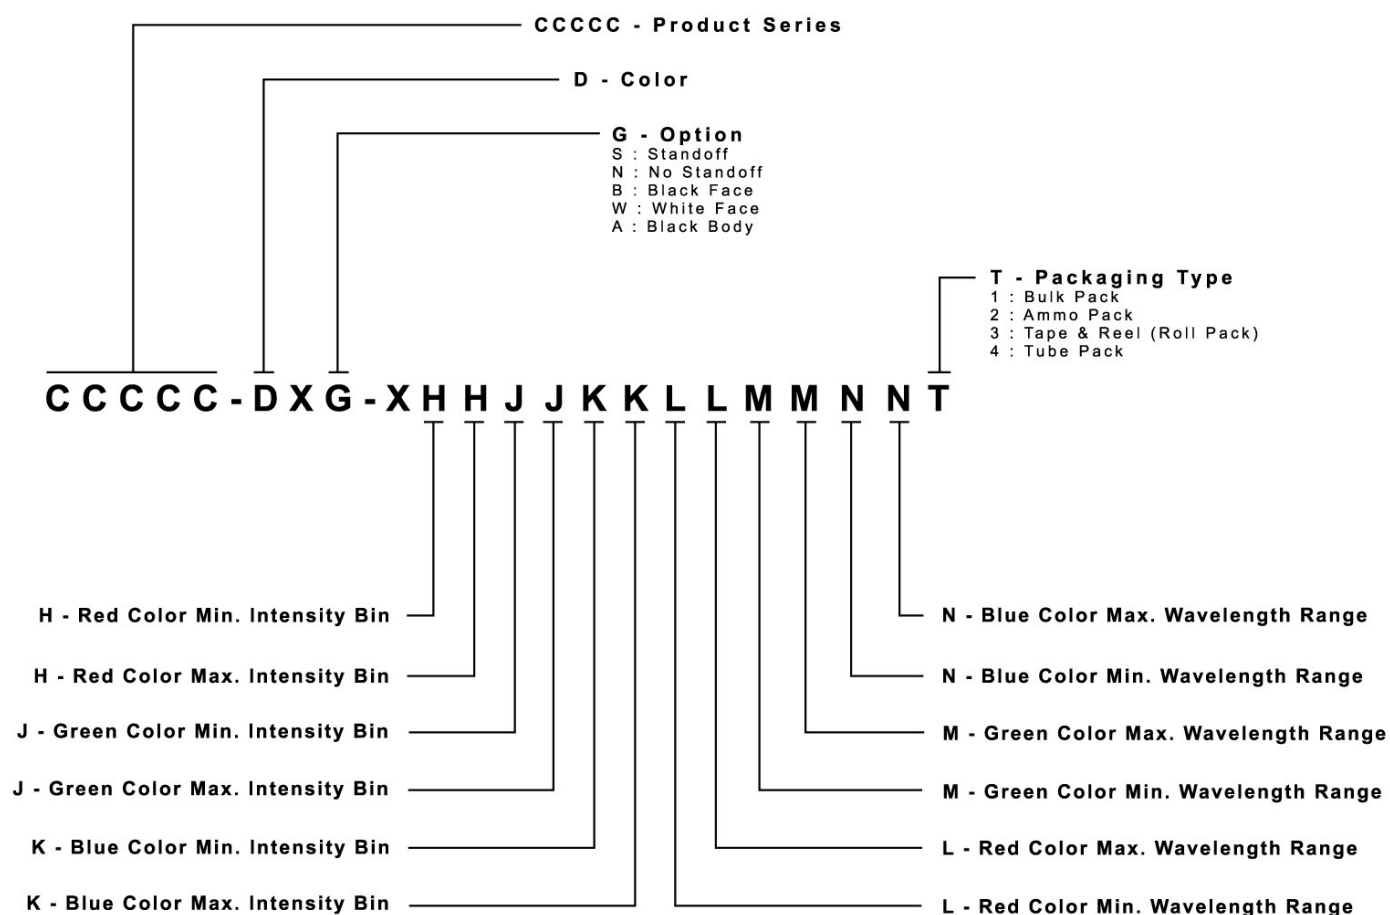 CCCCC - Product Series
D - Color
G - Option
S : Standoff
N : No Standoff
B : Black Face
W : White Face
A : Black Body
T - Packaging Type
1 : Bulk Pack
2 : Ammo Pack
3 : Tape & Reel (Roll Pack)
4 : Tube Pack
CCCCC-DXG-XHHJJKKLLMMNNT
H - Red Color Min. Intensity Bin
N - Blue Color Max. Wavelength Range
H - Red Color Max. Intensity Bin
N - Blue Color Min. Wavelength Range
J - Green Color Min. Intensity Bin
M - Green Color Max. Wavelength Range
J - Green Color Max. Intensity Bin
M - Green Color Min. Wavelength Range
K - Blue Color Min. Intensity Bin
L - Red Color Max. Wavelength Range
K - Blue Color Max. Intensity Bin
L - Red Color Min. Wavelength Range